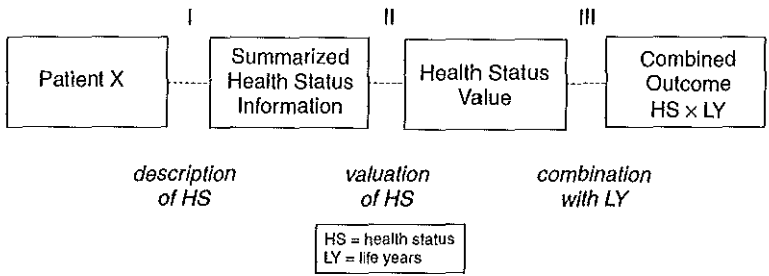 I
II
III
Patient X
Summarized
Health Status
Information
Health Status
Value
Combined
Outcome
HS × LY
description
of HS
valuation
of HS
combination
with LY
HS = health status
LY = life years